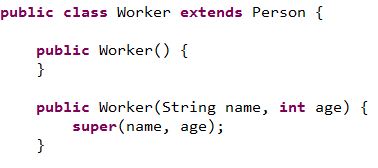 public class Worker extends Person {
public Worker() {
}
public Worker(String name, int age) {
super(name, age);
}